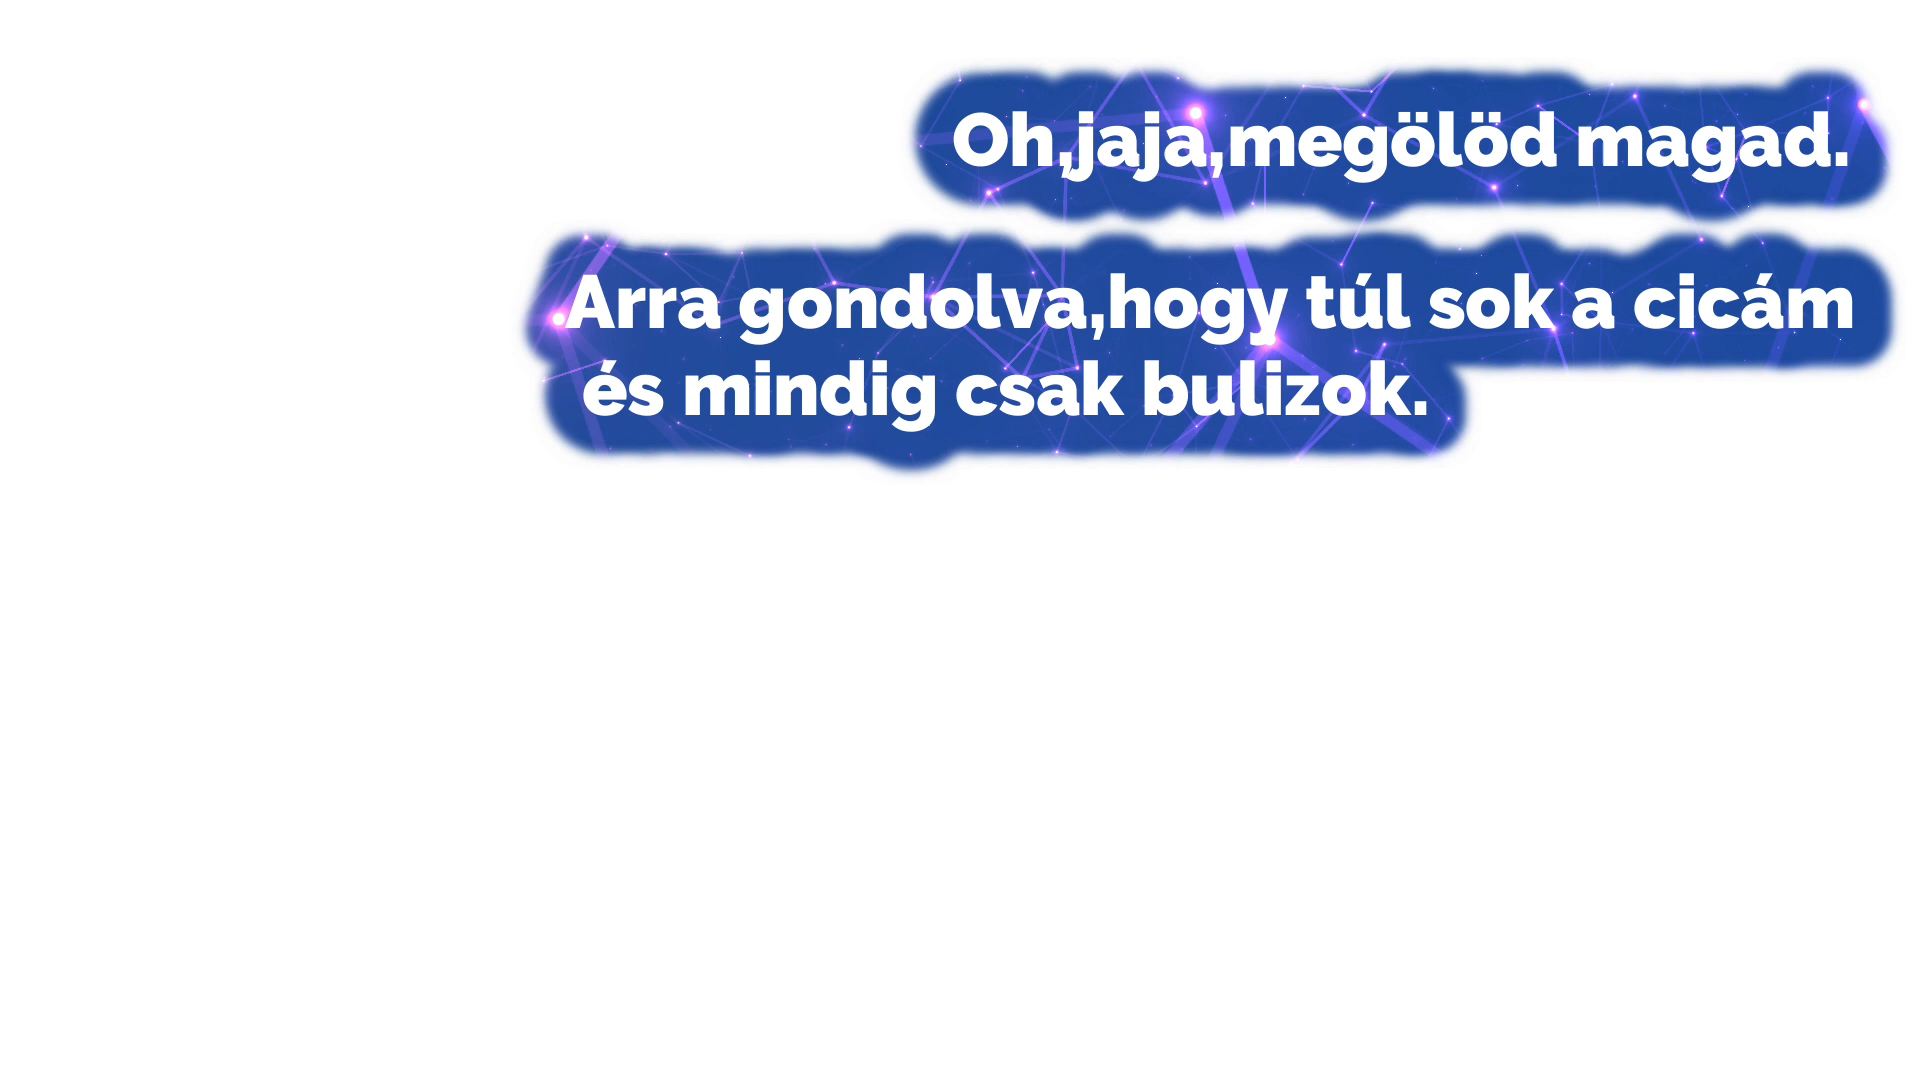 Oh,jaja,megölöd magad.
Arra gondolva,hogy túl sok a cicám
és mindig csak bulizok.